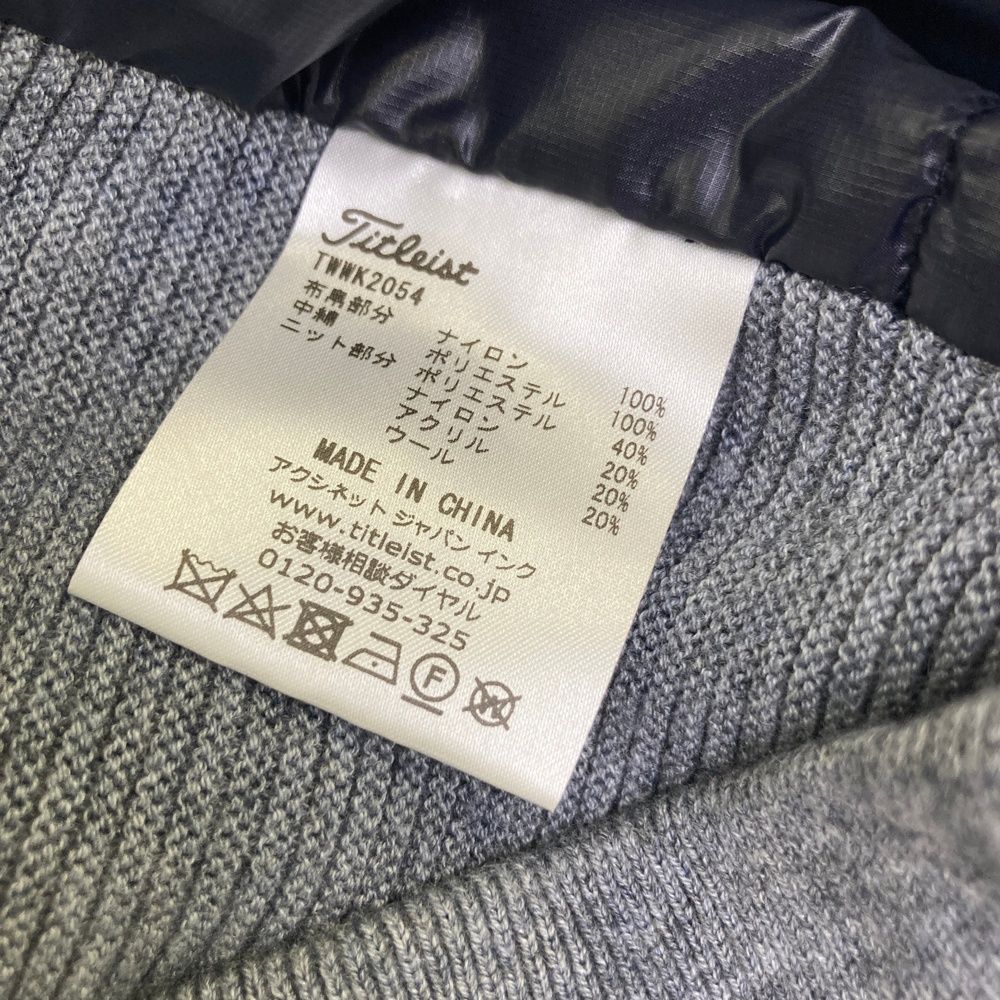 Titleist
TWWK2054
布帛部分 ナイロン 100%
中綿 ポリエステル 100%
ニット部分 ポリエステル 40%
ナイロン 20%
アクリル 20%
ウール 20%
MADE IN CHINA
アクシネット ジャパン インク
www.titleist.co.jp
お客様相談ダイヤル
0120-935-325
F W